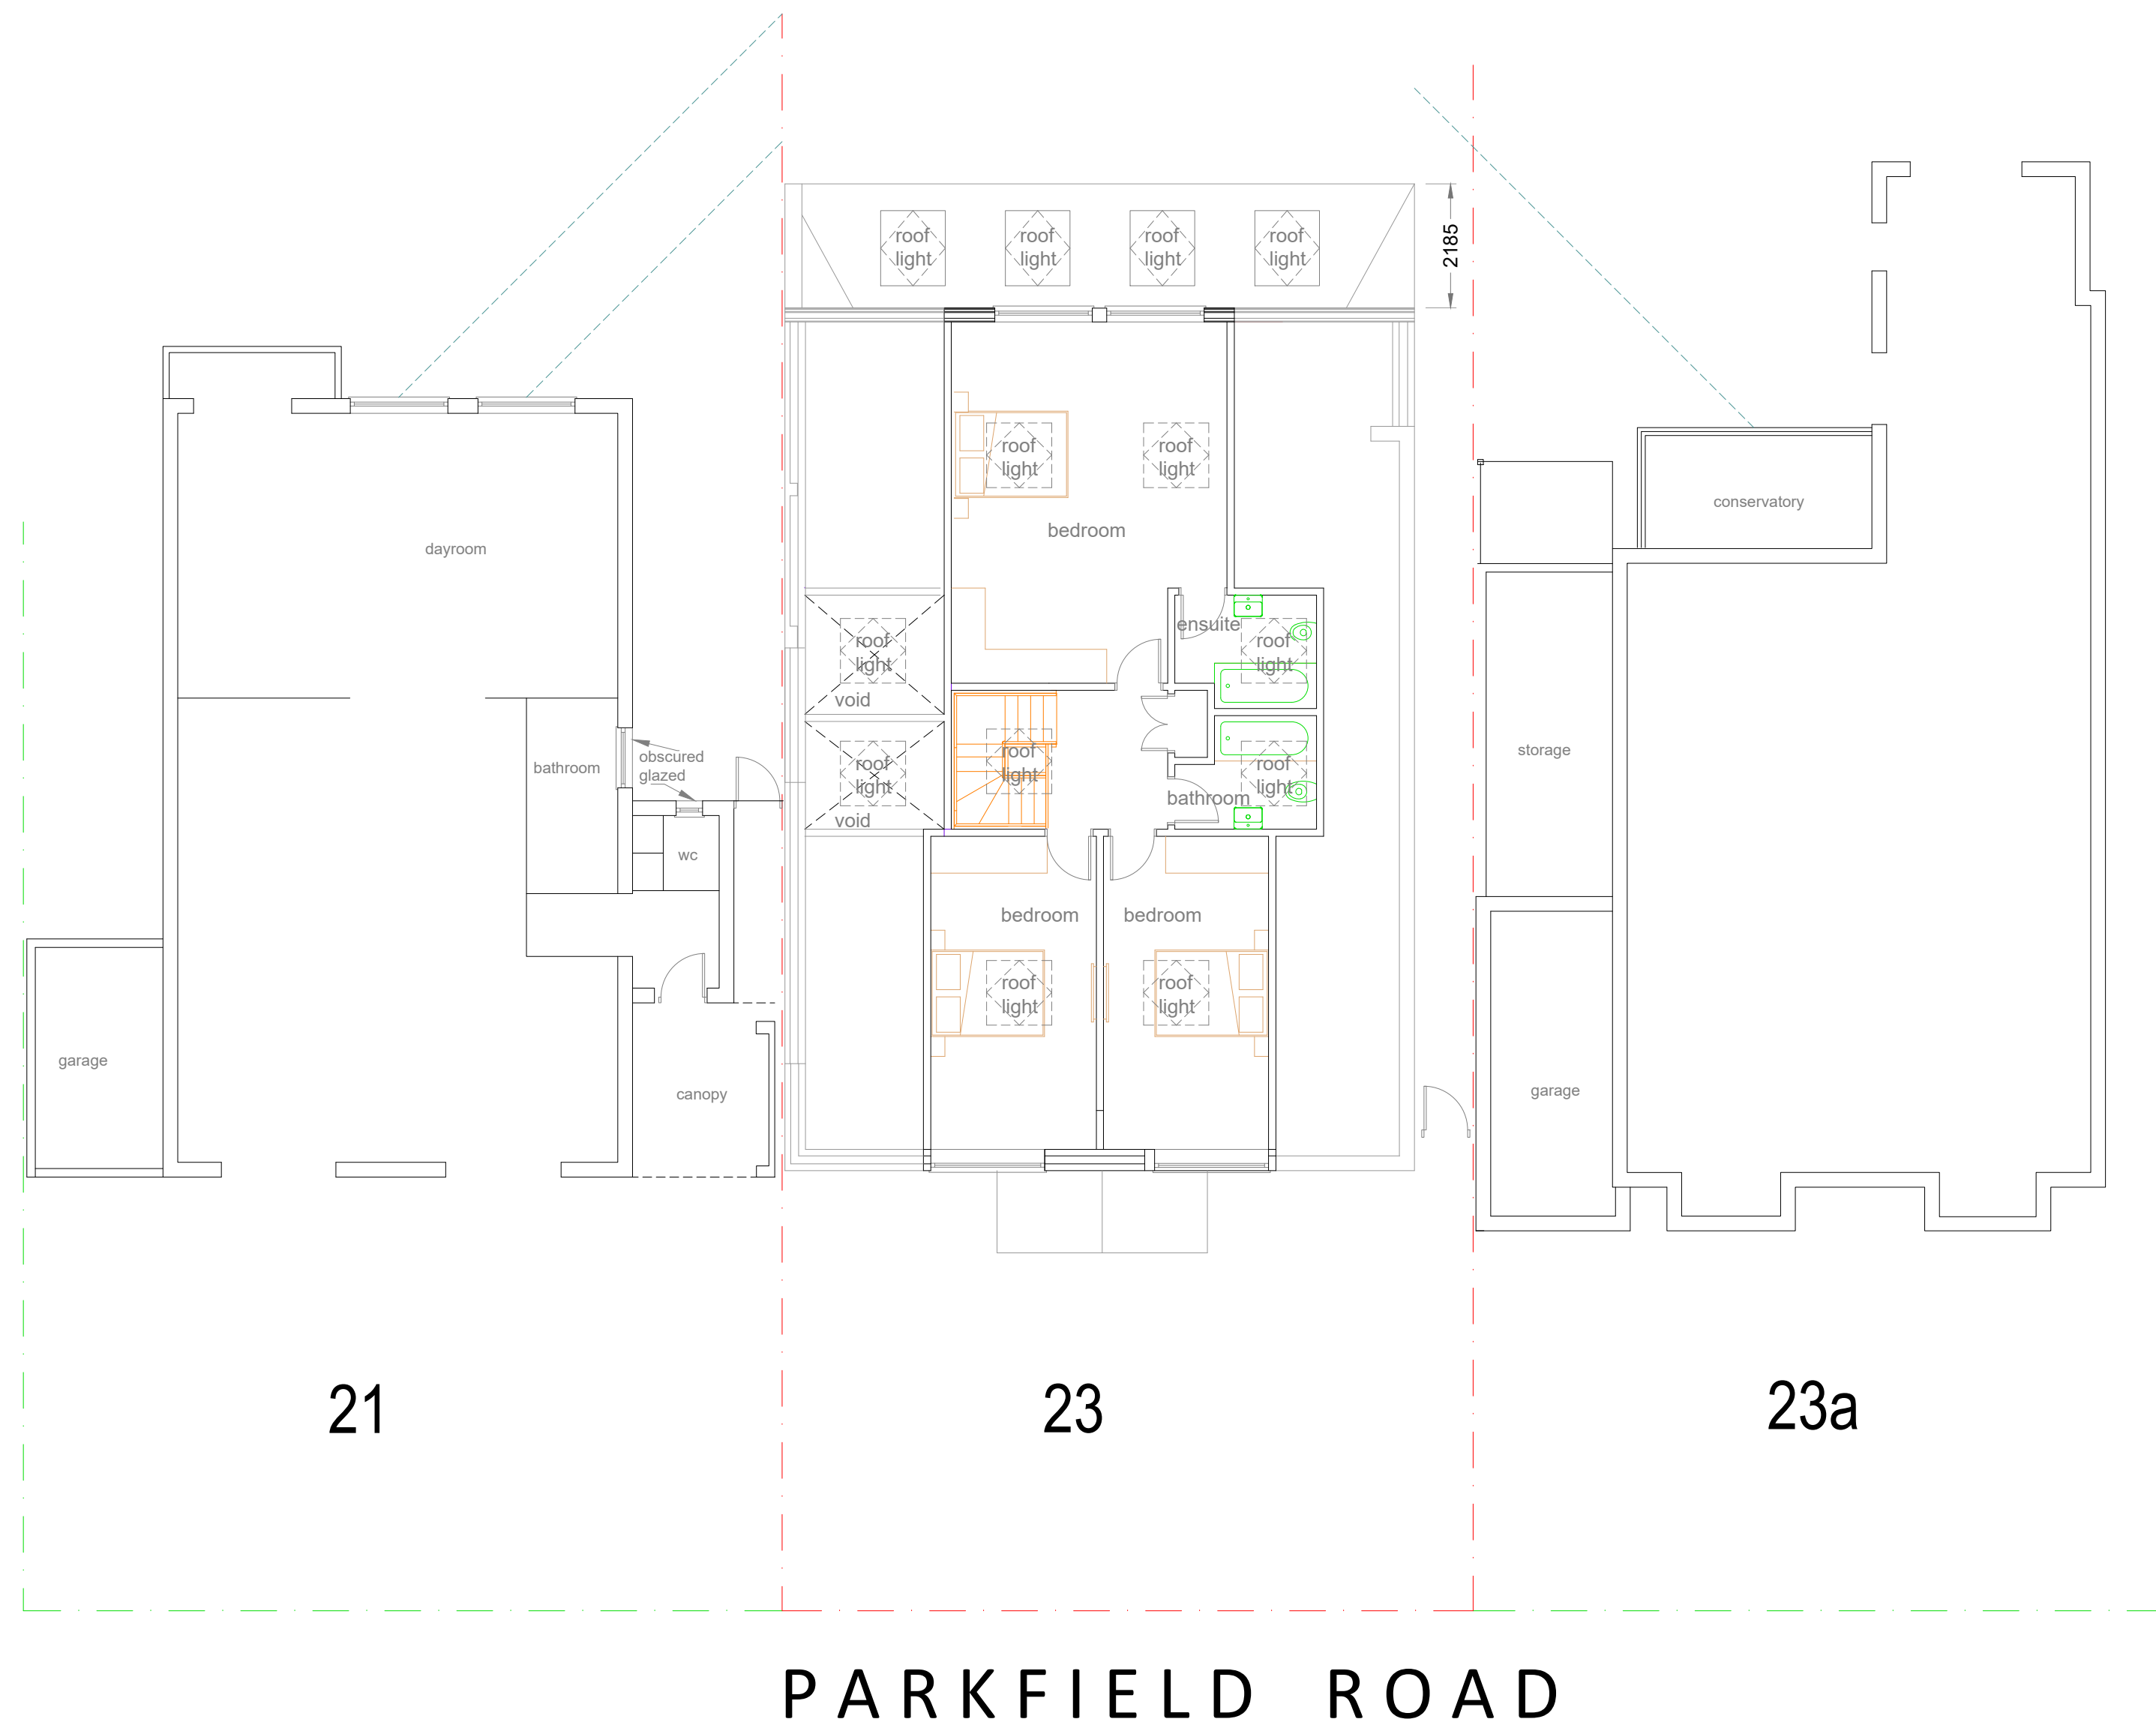 roof
light
roof
light
roof
light
roof
light
2185
roof
light
roof
light
bedroom
dayroom
conservatory
ensuite
roof
light
roof
light
void
obscured
glazed
bathroom
roof
light
roof
light
roof
light
storage
bathroom
void
wc
bedroom
bedroom
roof
light
roof
light
garage
canopy
garage
21
23
23a
PARKFIELD ROAD